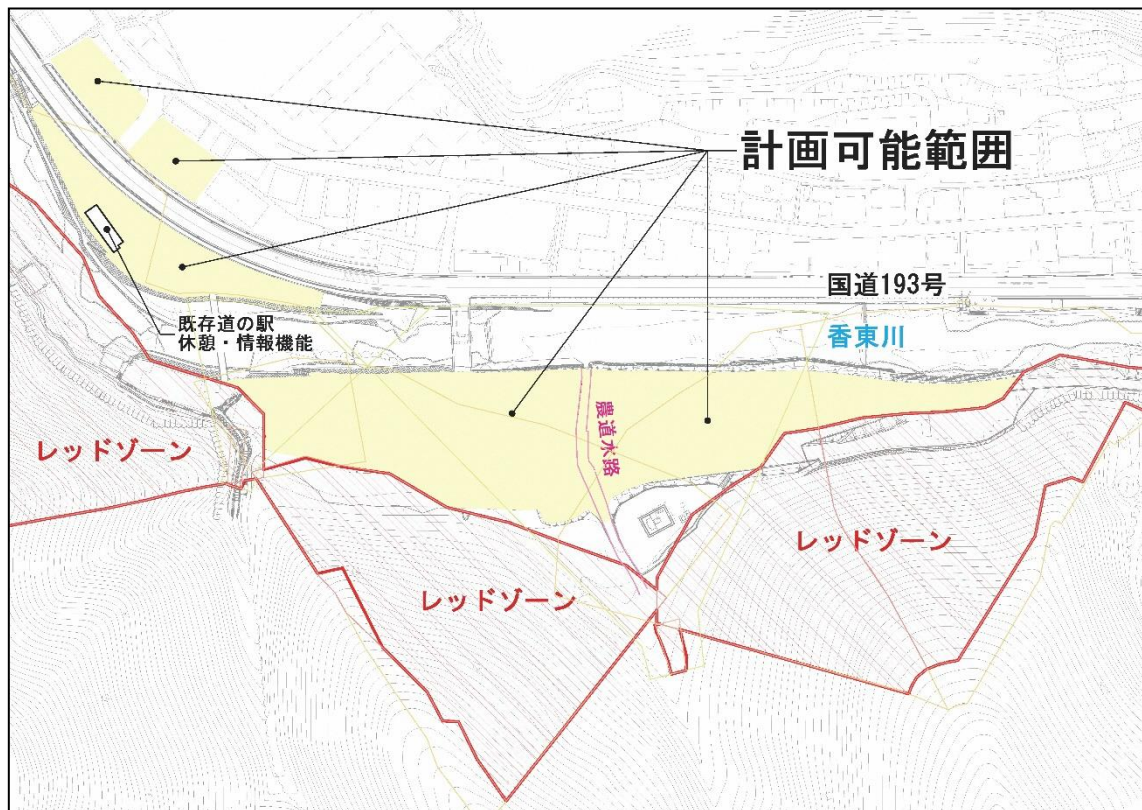 計画可能範囲
国道193号
香東川
既存道の駅
休憩・情報機能
農道水路
レッドゾーン
レッドゾーン
レッドゾーン